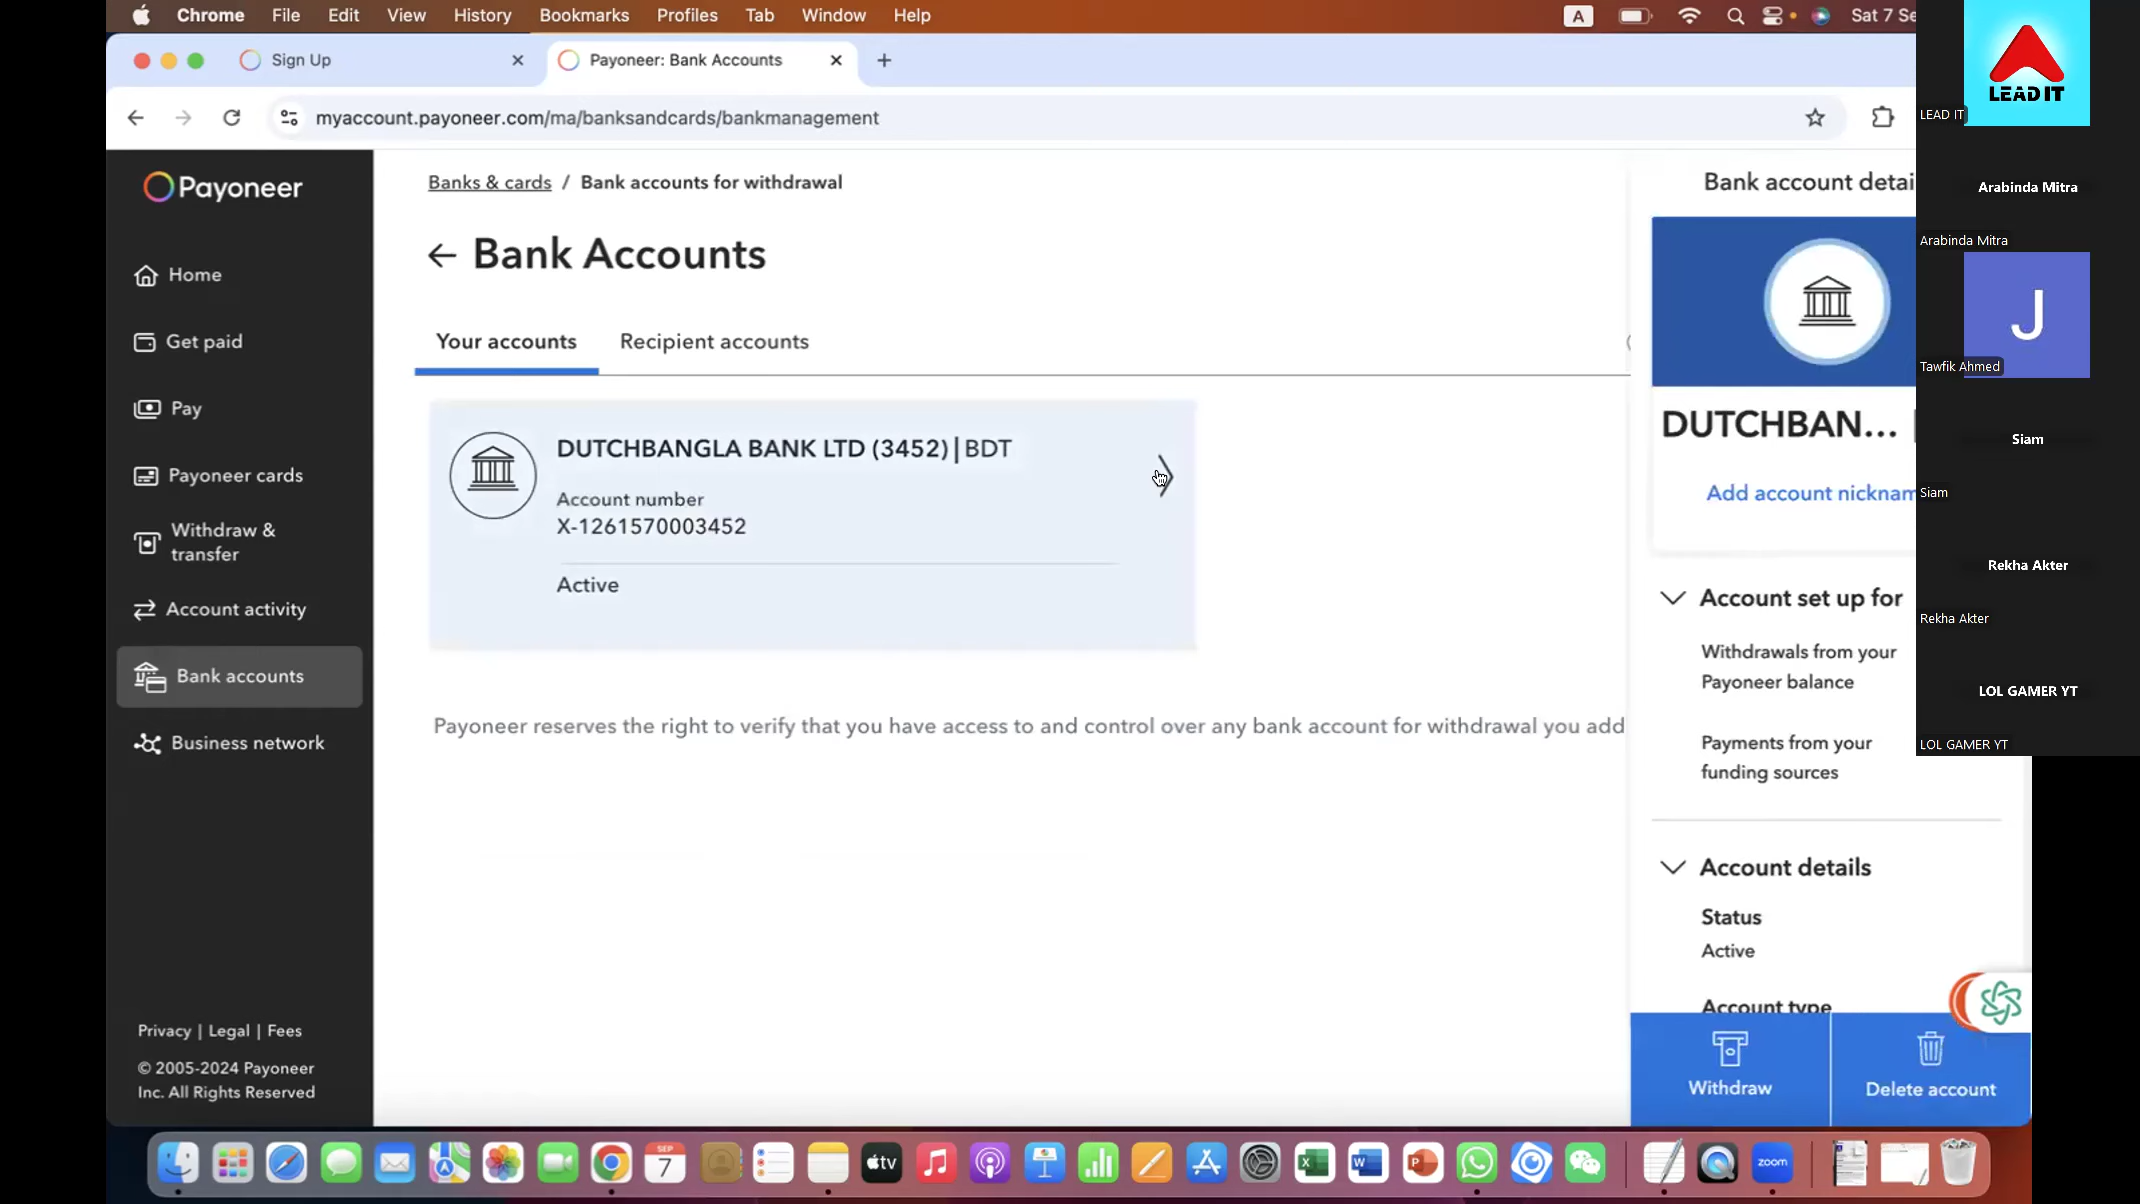 Chrome File Edit View History Bookmarks Profiles Tab Window Help
A
Sat 7 Se
Sign Up
Payoneer: Bank Accounts
myaccount.payoneer.com/ma/banksandcards/bankmanagement
Payoneer
Home
Get paid
Pay
Payoneer cards
Withdraw &
transfer
Account activity
Bank accounts
Business network
Privacy | Legal | Fees
© 2005-2024 Payoneer
Inc. All Rights Reserved
Banks & cards / Bank accounts for withdrawal
Bank Accounts
Your accounts
Recipient accounts
DUTCHBANGLA BANK LTD (3452) | BDT
Account number
X-1261570003452
Active
Payoneer reserves the right to verify that you have access to and control over any bank account for withdrawal you add
Bank account detai
DUTCHBAN...
Add account nicknam
Account set up for
Withdrawals from your
Payoneer balance
Payments from your
funding sources
Account details
Status
Active
Account type
Withdraw
Delete account
LEAD IT
LEAD IT
Arabinda Mitra
Arabinda Mitra
J
Tawfik Ahmed
Siam
Siam
Rekha Akter
Rekha Akter
LOL GAMER YT
LOL GAMER YT
SEP
7
tv
X
W
P
zoom